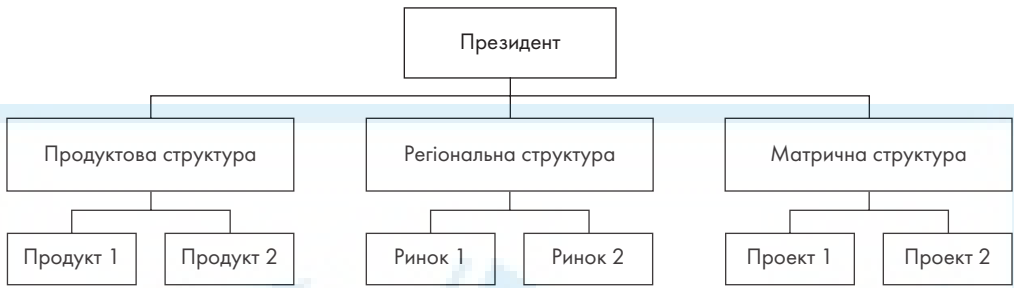 Президент
Продуктова структура
Регіональна структура
Матрична структура
Продукт 1
Продукт 2
Ринок 1
Ринок 2
Проект 1
Проект 2